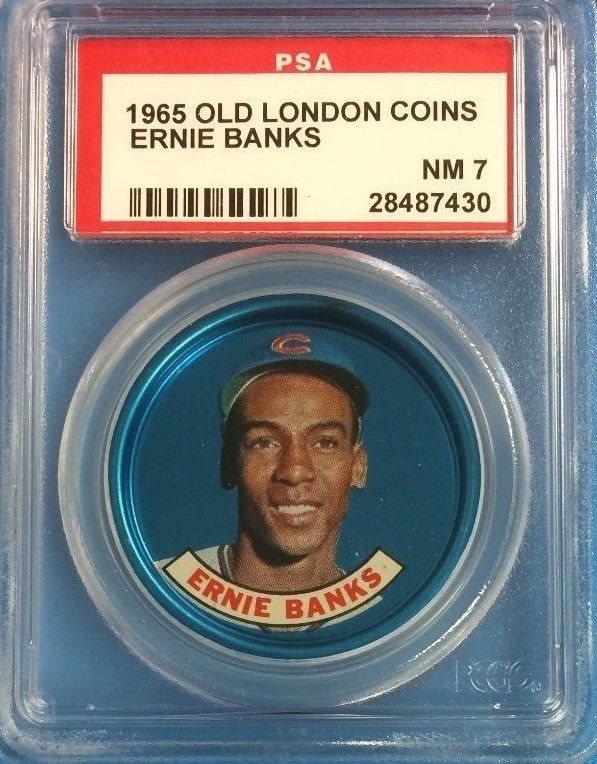 PSA
1965 OLD LONDON COINS
ERNIE BANKS
NM 7
28487430
C
ERNIE BANKS